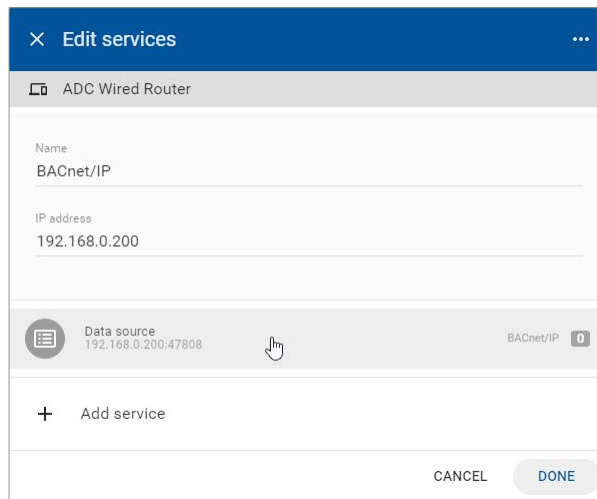 Edit services
ADC Wired Router
Name
BACnet/IP
IP address
192.168.0.200
Data source
192.168.0.200:47808
BACnet/IP 0
Add service
CANCEL DONE